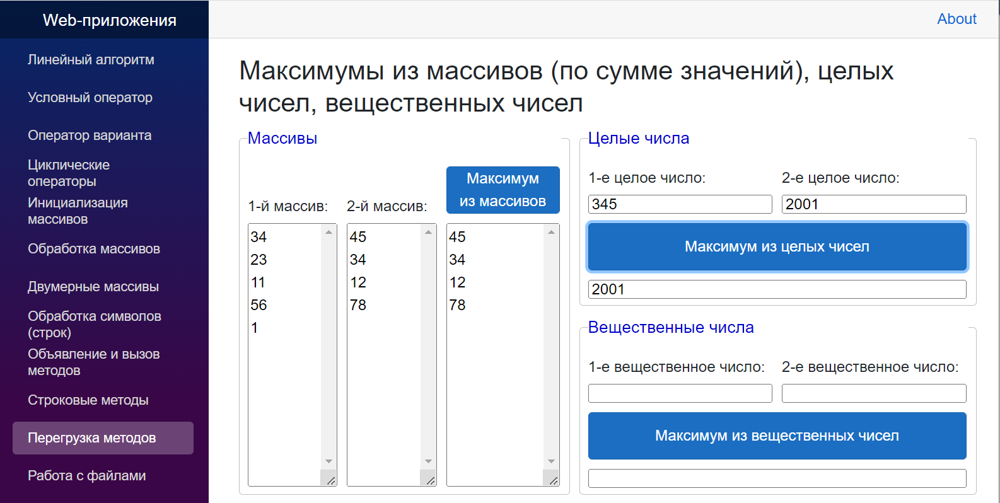 Web-приложения
About
Линейный алгоритм
Условный оператор
Оператор варианта
Циклические
операторы
Инициализация
массивов
Обработка массивов
Двумерные массивы
Обработка символов
(строк)
Объявление и вызов
методов
Строковые методы
Перегрузка методов
Работа с файлами
Максимумы из массивов (по сумме значений), целых
чисел, вещественных чисел
Массивы
1-й массив:
2-й массив:
Максимум
из массивов
34
23
11
56
1
45
34
12
78
45
34
12
78
Целые числа
1-е целое число:
2-е целое число:
345
2001
Максимум из целых чисел
2001
Вещественные числа
1-е вещественное число:
2-е вещественное число:
Максимум из вещественных чисел